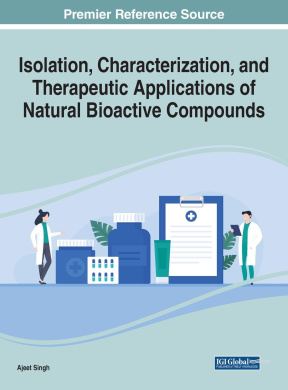 Premier Reference Source
Isolation, Characterization, and
Therapeutic Applications of
Natural Bioactive Compounds
Ajeet Singh
IGI Global